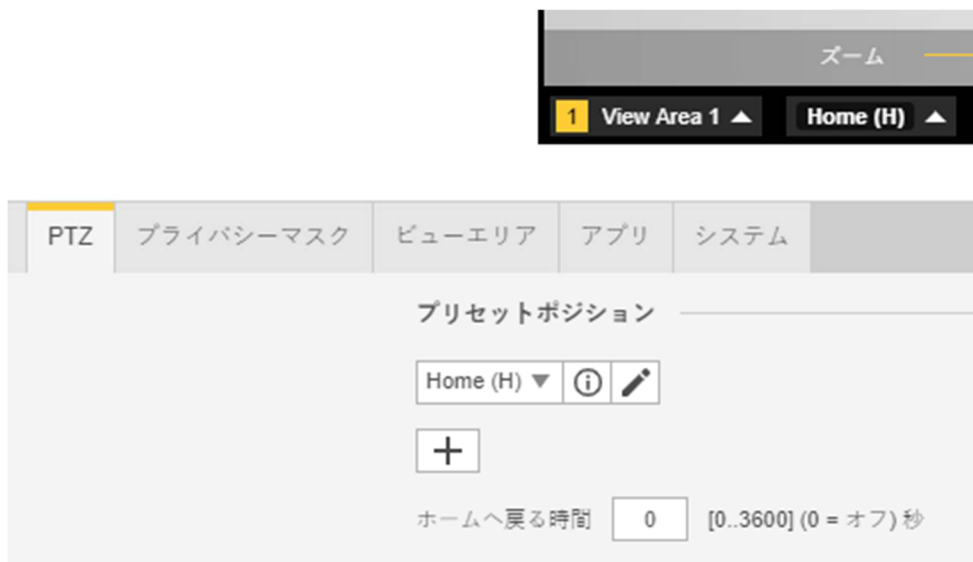 ズーム
1 View Area 1 Home (H)
PTZ プライバシーマスク ビューエリア アプリ システム
プリセットポジション
Home (H)
ホームへ戻る時間 0 [0..3600] (0 = オフ) 秒